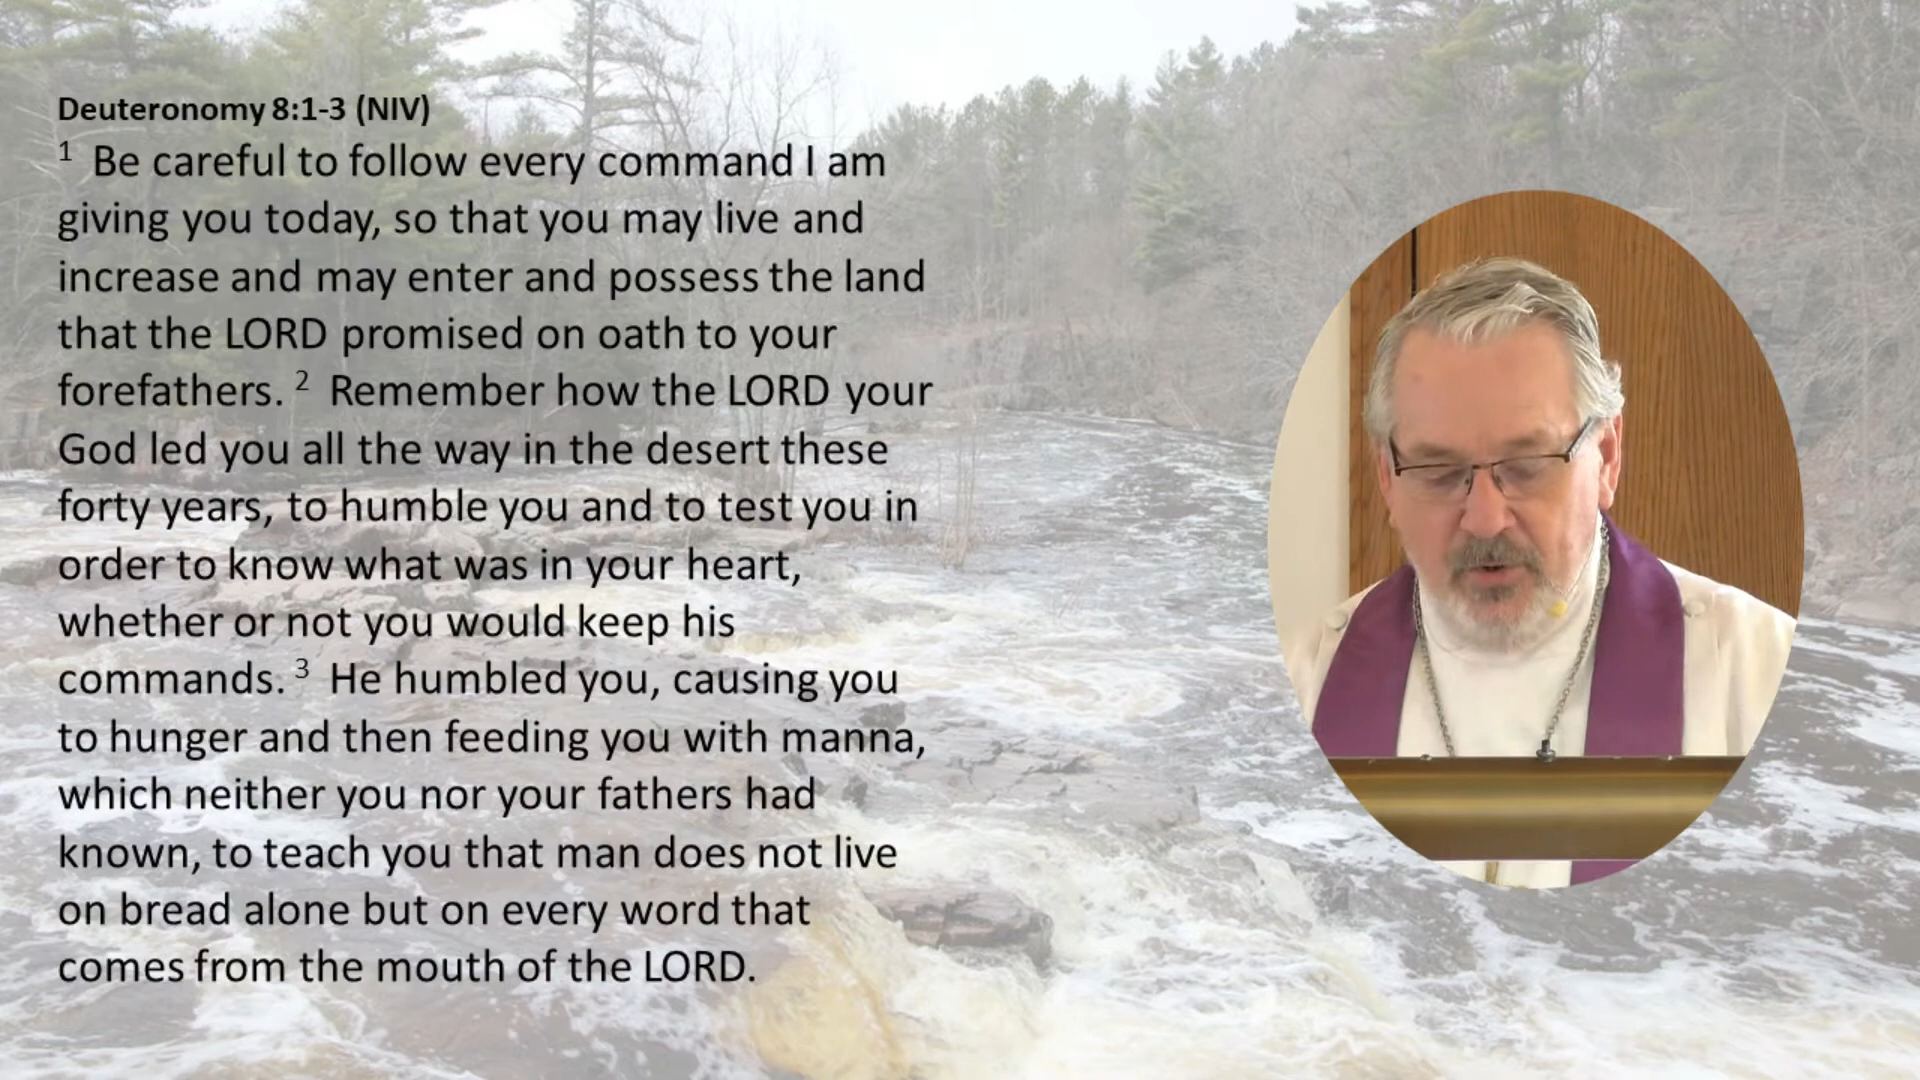 Deuteronomy 8:1-3 (NIV)
1 Be careful to follow every command I am
giving you today, so that you may live and
increase and may enter and possess the land
that the LORD promised on oath to your
forefathers. 2 Remember how the LORD your
God led you all the way in the desert these
forty years, to humble you and to test you in
order to know what was in your heart,
whether or not you would keep his
commands. 3 He humbled you, causing you
to hunger and then feeding you with manna,
which neither you nor your fathers had
known, to teach you that man does not live
on bread alone but on every word that
comes from the mouth of the LORD.